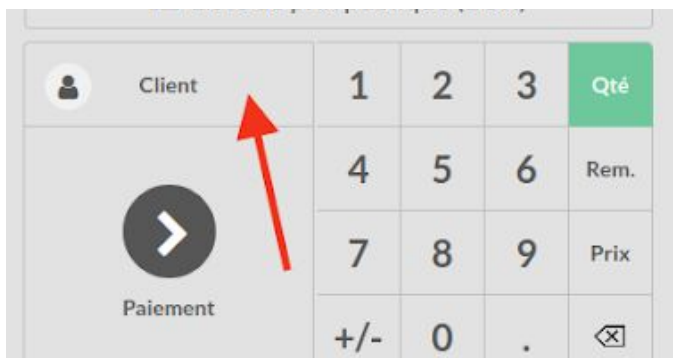 Client
1 2 3 Qté
4 5 6 Rem.
7 8 9 Prix
Paiement
+/- 0 .